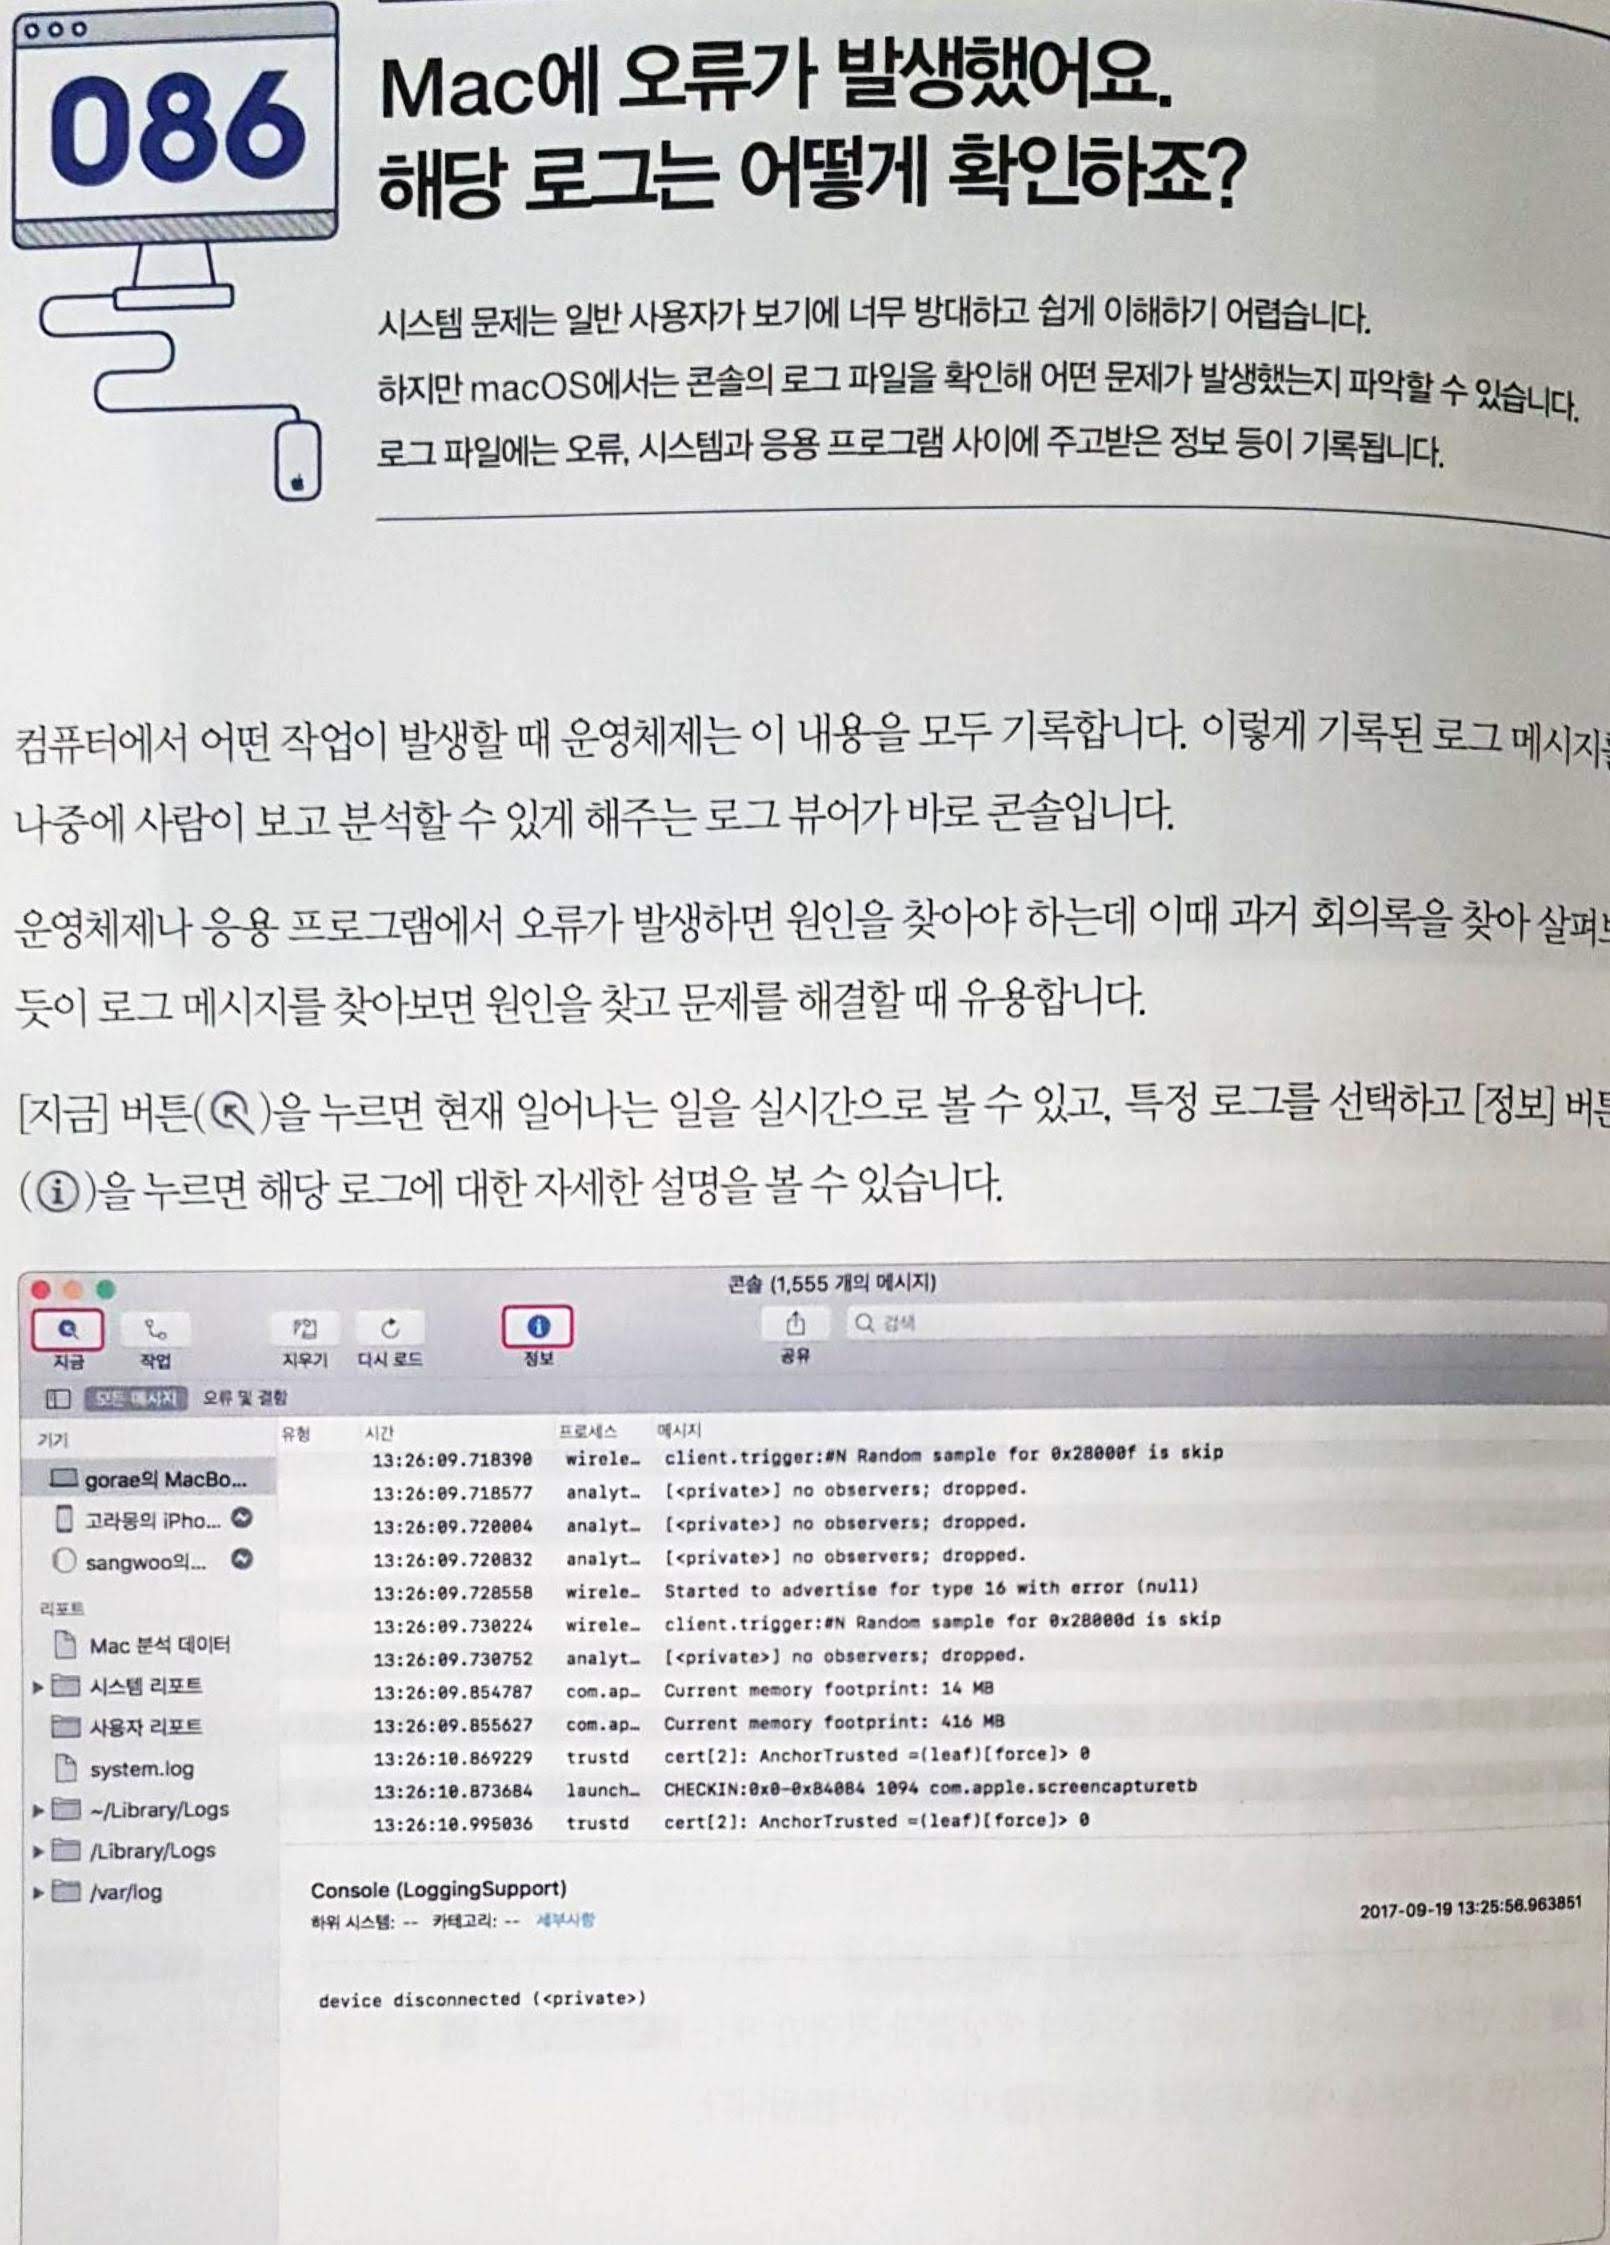 086
Mac에 오류가 발생했어요.
해당 로그는 어떻게 확인하죠?
시스템 문제는 일반 사용자가 보기에 너무 방대하고 쉽게 이해하기 어렵습니다.
하지만 macOS에서는 콘솔의 로그 파일을 확인해 어떤 문제가 발생했는지 파악할 수 있습니다.
로그 파일에는 오류, 시스템과 응용 프로그램 사이에 주고받은 정보 등이 기록됩니다.
컴퓨터에서 어떤 작업이 발생할 때 운영체제는 이 내용을 모두 기록합니다. 이렇게 기록된 로그 메시지를
나중에 사람이 보고 분석할 수 있게 해주는 로그 뷰어가 바로 콘솔입니다.
운영체제나 응용 프로그램에서 오류가 발생하면 원인을 찾아야 하는데 이때 과거 회의록을 찾아 살펴보
듯이 로그 메시지를 찾아보면 원인을 찾고 문제를 해결할 때 유용합니다.
[지금] 버튼( )을 누르면 현재 일어나는 일을 실시간으로 볼 수 있고, 특정 로그를 선택하고 [정보] 버튼
(i)을 누르면 해당 로그에 대한 자세한 설명을 볼 수 있습니다.
콘솔 (1,555 개의 메시지)
검색
지금 작업 지우기 다시 로드 정보 공유
모든 메시지 오류 및 결함
기기
유형 시간 프로세스 메시지
gorae의 MacBo...
고라몽의 iPho...
sangwoo의...
리포트
Mac 분석 데이터
시스템 리포트
사용자 리포트
system.log
~/Library/Logs
/Library/Logs
/var/log
13:26:09.718390 wirele… client.trigger:#N Random sample for 0x28000f is skip
13:26:09.718577 analyt… [<private>] no observers; dropped.
13:26:09.720004 analyt… [<private>] no observers; dropped.
13:26:09.720832 analyt… [<private>] no observers; dropped.
13:26:09.728558 wirele… Started to advertise for type 16 with error (null)
13:26:09.730224 wirele… client.trigger:#N Random sample for 0x28000d is skip
13:26:09.730752 analyt… [<private>] no observers; dropped.
13:26:09.854787 com.ap… Current memory footprint: 14 MB
13:26:09.855627 com.ap… Current memory footprint: 416 MB
13:26:10.869229 trustd cert[2]: AnchorTrusted =(leaf)[force]> 0
13:26:10.873684 launch… CHECKIN:0x0-0x84084 1094 com.apple.screencapturetb
13:26:10.995036 trustd cert[2]: AnchorTrusted =(leaf)[force]> 0
Console (LoggingSupport)
하위 시스템: -- 카테고리: -- 세부사항
2017-09-19 13:25:56.963851
device disconnected (<private>)